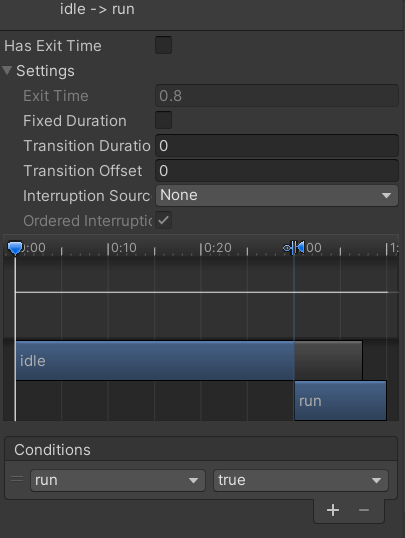 idle -> run
Has Exit Time
Settings
Exit Time 0.8
Fixed Duration
Transition Duratio 0
Transition Offset 0
Interruption Sourc None
Ordered Interruptic
0:00 0:10 0:20 1:00 1:
idle
run
Conditions
run true
+ −